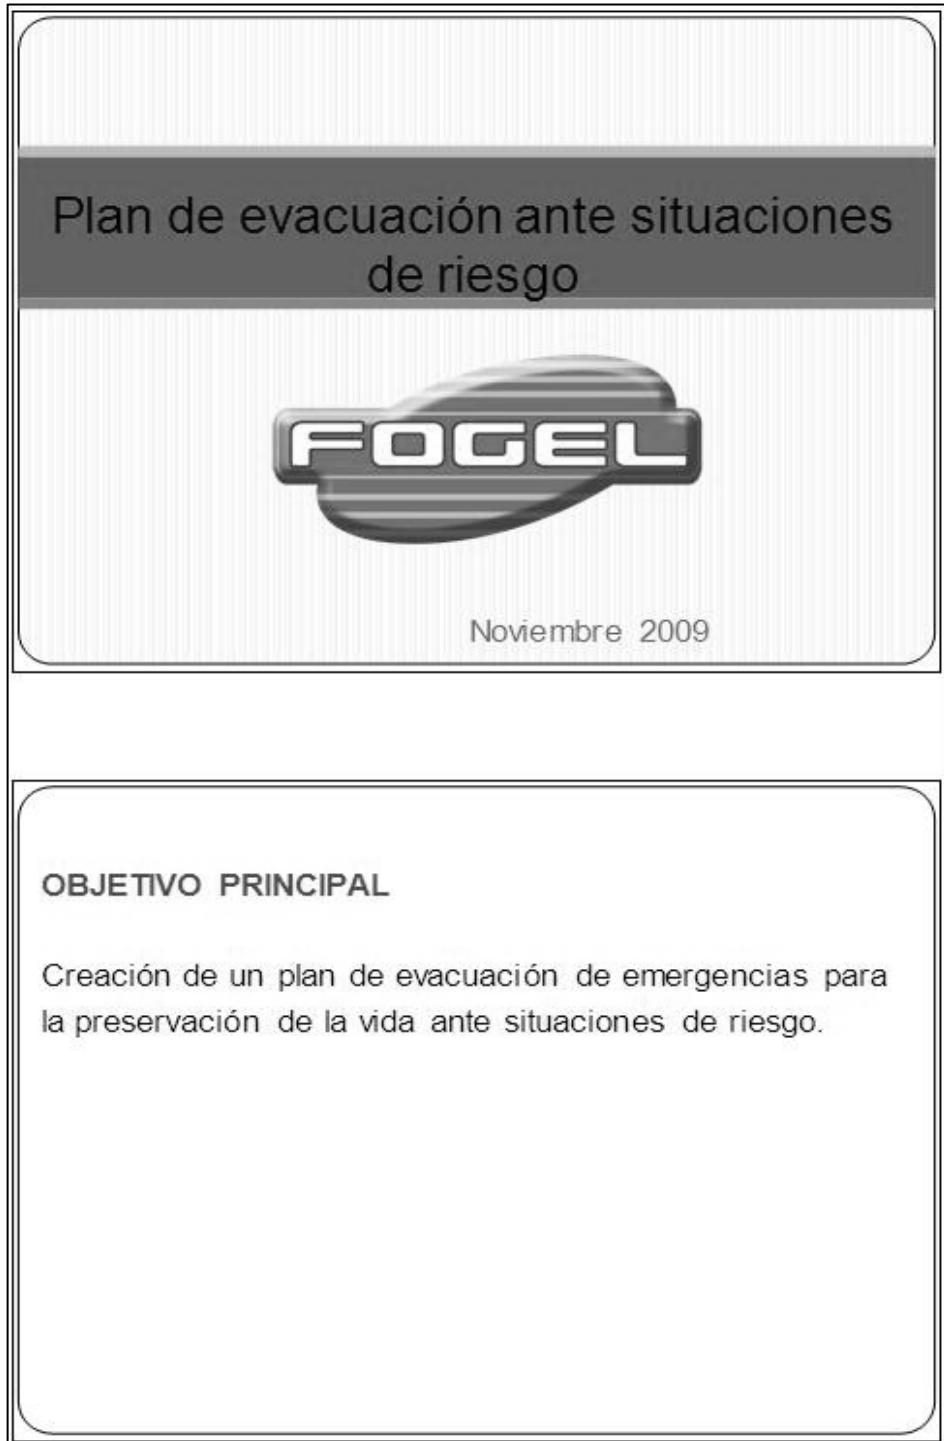 Plan de evacuación ante situaciones
de riesgo
FOGEL
Noviembre 2009
OBJETIVO PRINCIPAL
Creación de un plan de evacuación de emergencias para
la preservación de la vida ante situaciones de riesgo.